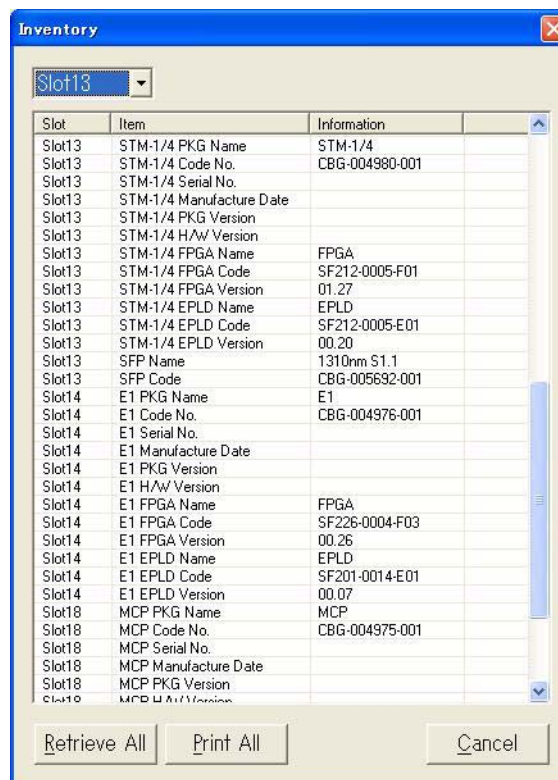 Inventory
Slot13
Slot Item Information
Slot13 STM-1/4 PKG Name STM-1/4
Slot13 STM-1/4 Code No. CBG-004980-001
Slot13 STM-1/4 Serial No.
Slot13 STM-1/4 Manufacture Date
Slot13 STM-1/4 PKG Version
Slot13 STM-1/4 H/W Version
Slot13 STM-1/4 FPGA Name FPGA
Slot13 STM-1/4 FPGA Code SF212-0005-F01
Slot13 STM-1/4 FPGA Version 01.27
Slot13 STM-1/4 EPLD Name EPLD
Slot13 STM-1/4 EPLD Code SF212-0005-E01
Slot13 STM-1/4 EPLD Version 00.20
Slot13 SFP Name 1310nm S1.1
Slot13 SFP Code CBG-005692-001
Slot14 E1 PKG Name E1
Slot14 E1 Code No. CBG-004976-001
Slot14 E1 Serial No.
Slot14 E1 Manufacture Date
Slot14 E1 PKG Version
Slot14 E1 H/W Version
Slot14 E1 FPGA Name FPGA
Slot14 E1 FPGA Code SF226-0004-F03
Slot14 E1 FPGA Version 00.26
Slot14 E1 EPLD Name EPLD
Slot14 E1 EPLD Code SF201-0014-E01
Slot14 E1 EPLD Version 00.07
Slot18 MCP PKG Name MCP
Slot18 MCP Code No. CBG-004975-001
Slot18 MCP Serial No.
Slot18 MCP Manufacture Date
Slot18 MCP PKG Version
Slot18 MCP H/W Version
Retrieve All Print All Cancel